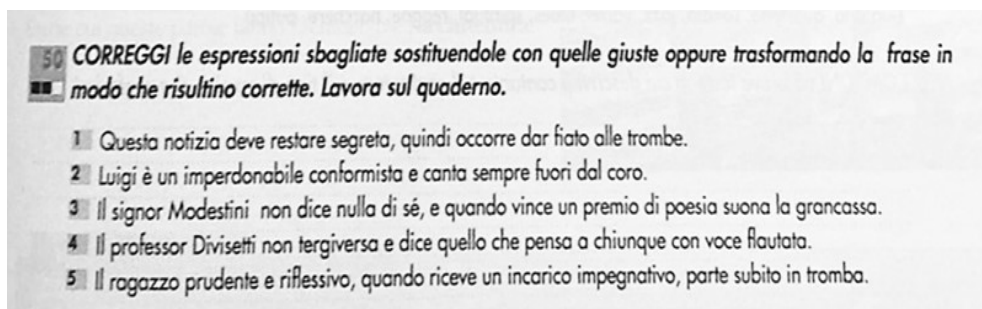 50 CORREGGI le espressioni sbagliate sostituendole con quelle giuste oppure trasformando la frase in
modo che risultino corrette. Lavora sul quaderno.
1 Questa notizia deve restare segreta, quindi occorre dar fiato alle trombe.
2 Luigi è un imperdonabile conformista e canta sempre fuori dal coro.
3 Il signor Modestini non dice nulla di sé, e quando vince un premio di poesia suona la grancassa.
4 Il professor Divisetti non tergiversa e dice quello che pensa a chiunque con voce flautata.
5 Il ragazzo prudente e riflessivo, quando riceve un incarico impegnativo, parte subito in tromba.